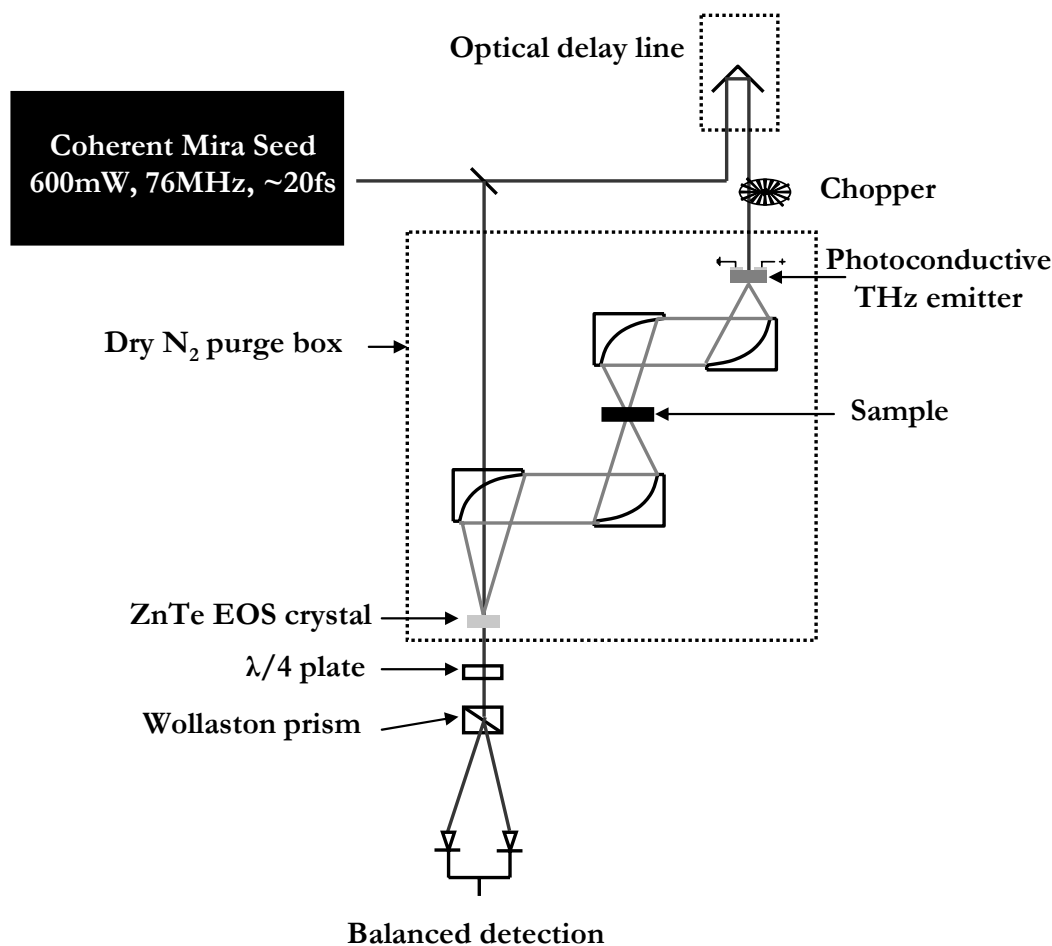 Optical delay line
Coherent Mira Seed
600mW, 76MHz, ~20fs
Chopper
+
Photoconductive
THz emitter
Dry N₂ purge box
Sample
ZnTe EOS crystal
λ/4 plate
Wollaston prism
Balanced detection